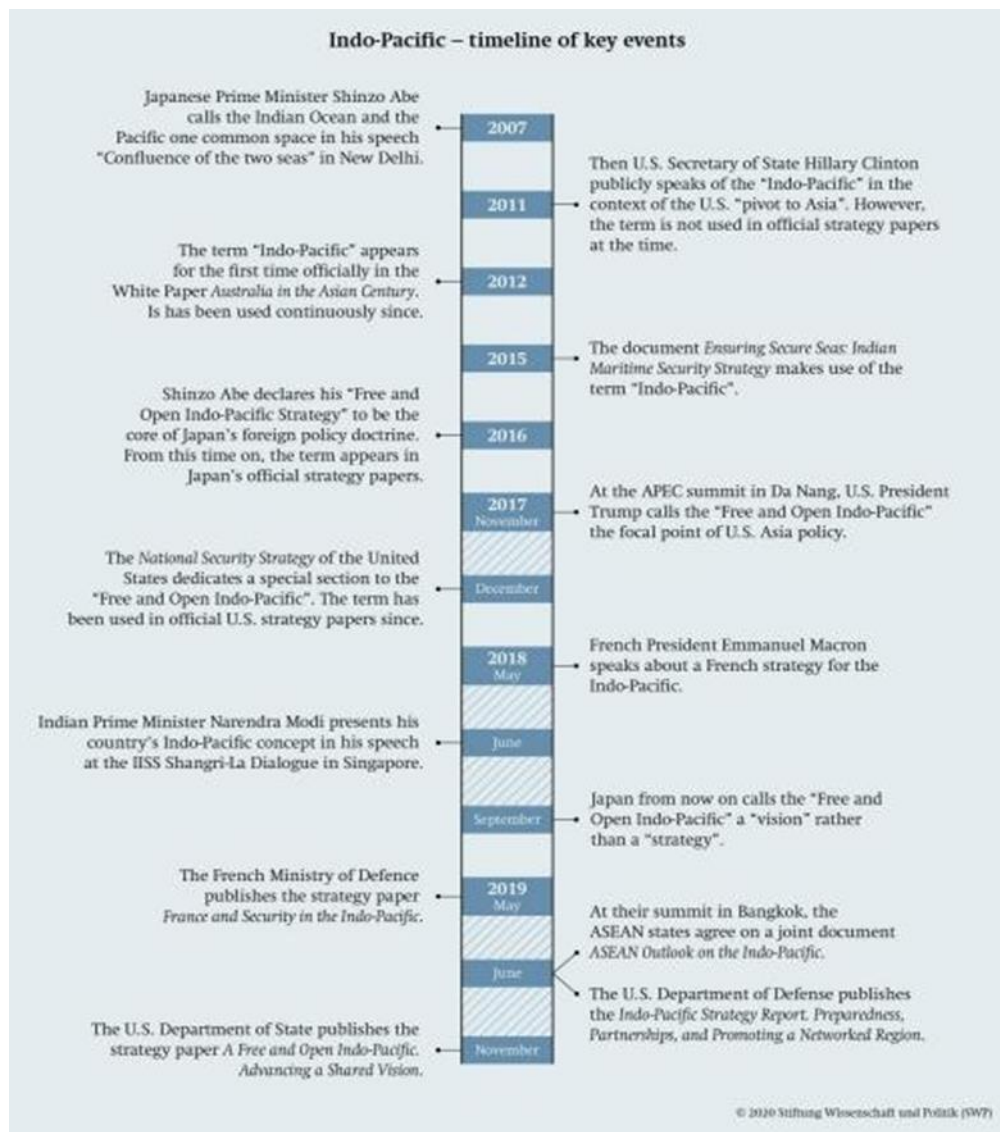 Indo-Pacific – timeline of key events
Japanese Prime Minister Shinzo Abe
calls the Indian Ocean and the
Pacific one common space in his speech
"Confluence of the two seas" in New Delhi.
2007
Then U.S. Secretary of State Hillary Clinton
publicly speaks of the "Indo-Pacific" in the
context of the U.S. "pivot to Asia". However,
the term is not used in official strategy papers
at the time.
2011
The term "Indo-Pacific" appears
for the first time officially in the
White Paper Australia in the Asian Century.
Is has been used continuously since.
2012
2015
The document Ensuring Secure Seas: Indian
Maritime Security Strategy makes use of the
term "Indo-Pacific".
Shinzo Abe declares his "Free and
Open Indo-Pacific Strategy" to be the
core of Japan's foreign policy doctrine.
From this time on, the term appears in
Japan's official strategy papers.
2016
2017
November
At the APEC summit in Da Nang, U.S. President
Trump calls the "Free and Open Indo-Pacific"
the focal point of U.S. Asia policy.
The National Security Strategy of the United
States dedicates a special section to the
"Free and Open Indo-Pacific". The term has
been used in official U.S. strategy papers since.
December
2018
May
French President Emmanuel Macron
speaks about a French strategy for the
Indo-Pacific.
Indian Prime Minister Narendra Modi presents his
country's Indo-Pacific concept in his speech
at the IISS Shangri-La Dialogue in Singapore.
June
September
Japan from now on calls the "Free and
Open Indo-Pacific" a "vision" rather
than a "strategy".
The French Ministry of Defence
publishes the strategy paper
France and Security in the Indo-Pacific.
2019
May
At their summit in Bangkok, the
ASEAN states agree on a joint document
ASEAN Outlook on the Indo-Pacific.
June
The U.S. Department of Defense publishes
the Indo-Pacific Strategy Report. Preparedness,
Partnerships, and Promoting a Networked Region.
The U.S. Department of State publishes the
strategy paper A Free and Open Indo-Pacific.
Advancing a Shared Vision.
November
© 2020 Stiftung Wissenschaft und Politik (SWP)